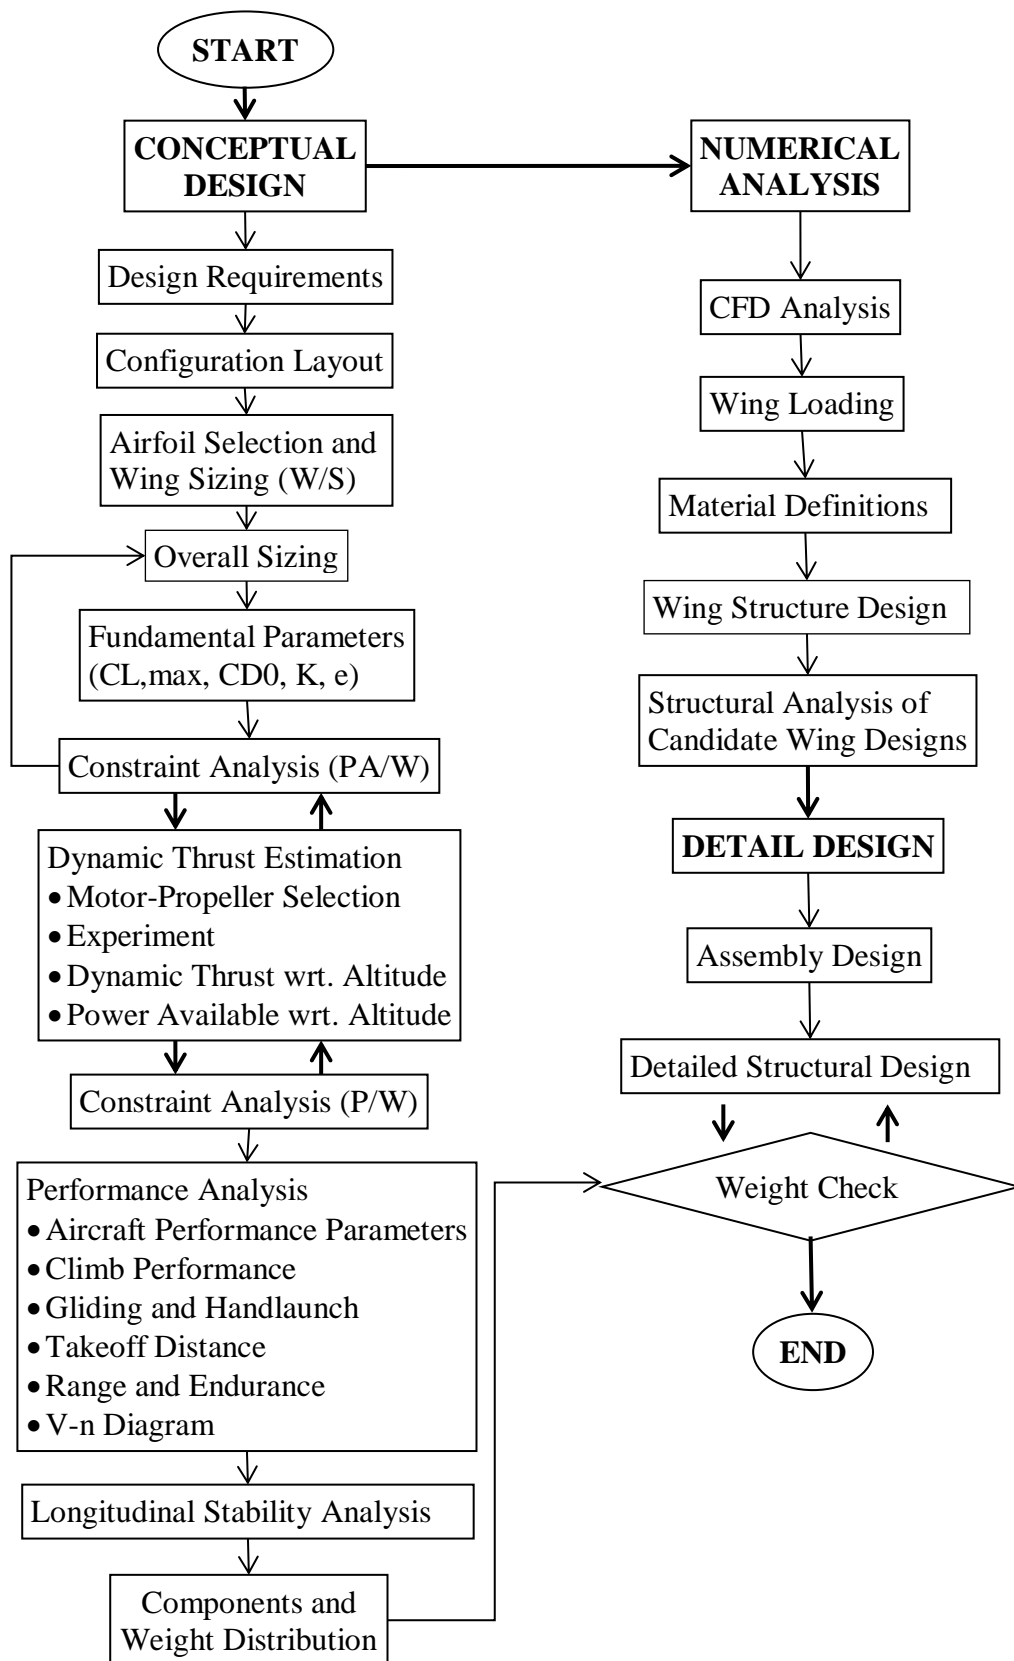 START
CONCEPTUAL
DESIGN
Design Requirements
Configuration Layout
Airfoil Selection and
Wing Sizing (W/S)
Overall Sizing
Fundamental Parameters
(CL,max, CD0, K, e)
Constraint Analysis (PA/W)
Dynamic Thrust Estimation
•Motor-Propeller Selection
•Experiment
•Dynamic Thrust wrt. Altitude
•Power Available wrt. Altitude
Constraint Analysis (P/W)
Performance Analysis
•Aircraft Performance Parameters
•Climb Performance
•Gliding and Handlaunch
•Takeoff Distance
•Range and Endurance
•V-n Diagram
Longitudinal Stability Analysis
Components and
Weight Distribution
NUMERICAL
ANALYSIS
CFD Analysis
Wing Loading
Material Definitions
Wing Structure Design
Structural Analysis of
Candidate Wing Designs
DETAIL DESIGN
Assembly Design
Detailed Structural Design
Weight Check
END